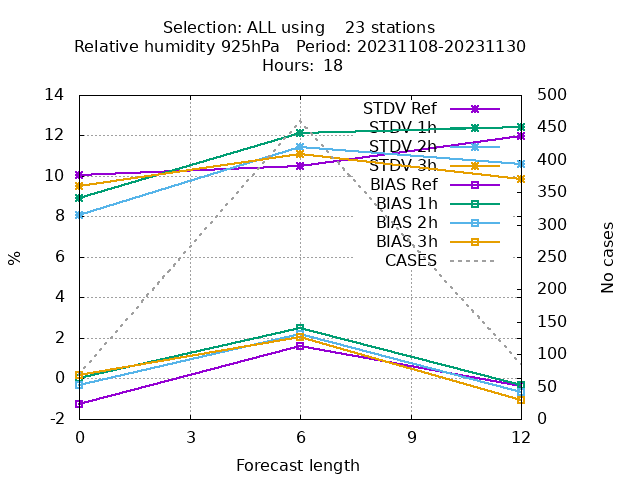 Selection: ALL using    23 stations
Relative humidity 925hPa   Period: 20231108-20231130
Hours: 18
14
12
10
8
6
4
2
0
-2
%
STDV Ref
STDV 1h
STDV 2h
STDV 3h
BIAS Ref
BIAS 1h
BIAS 2h
BIAS 3h
CASES
500
450
400
350
300
250
200
150
100
50
0
No cases
0 3 6 9 12
Forecast length